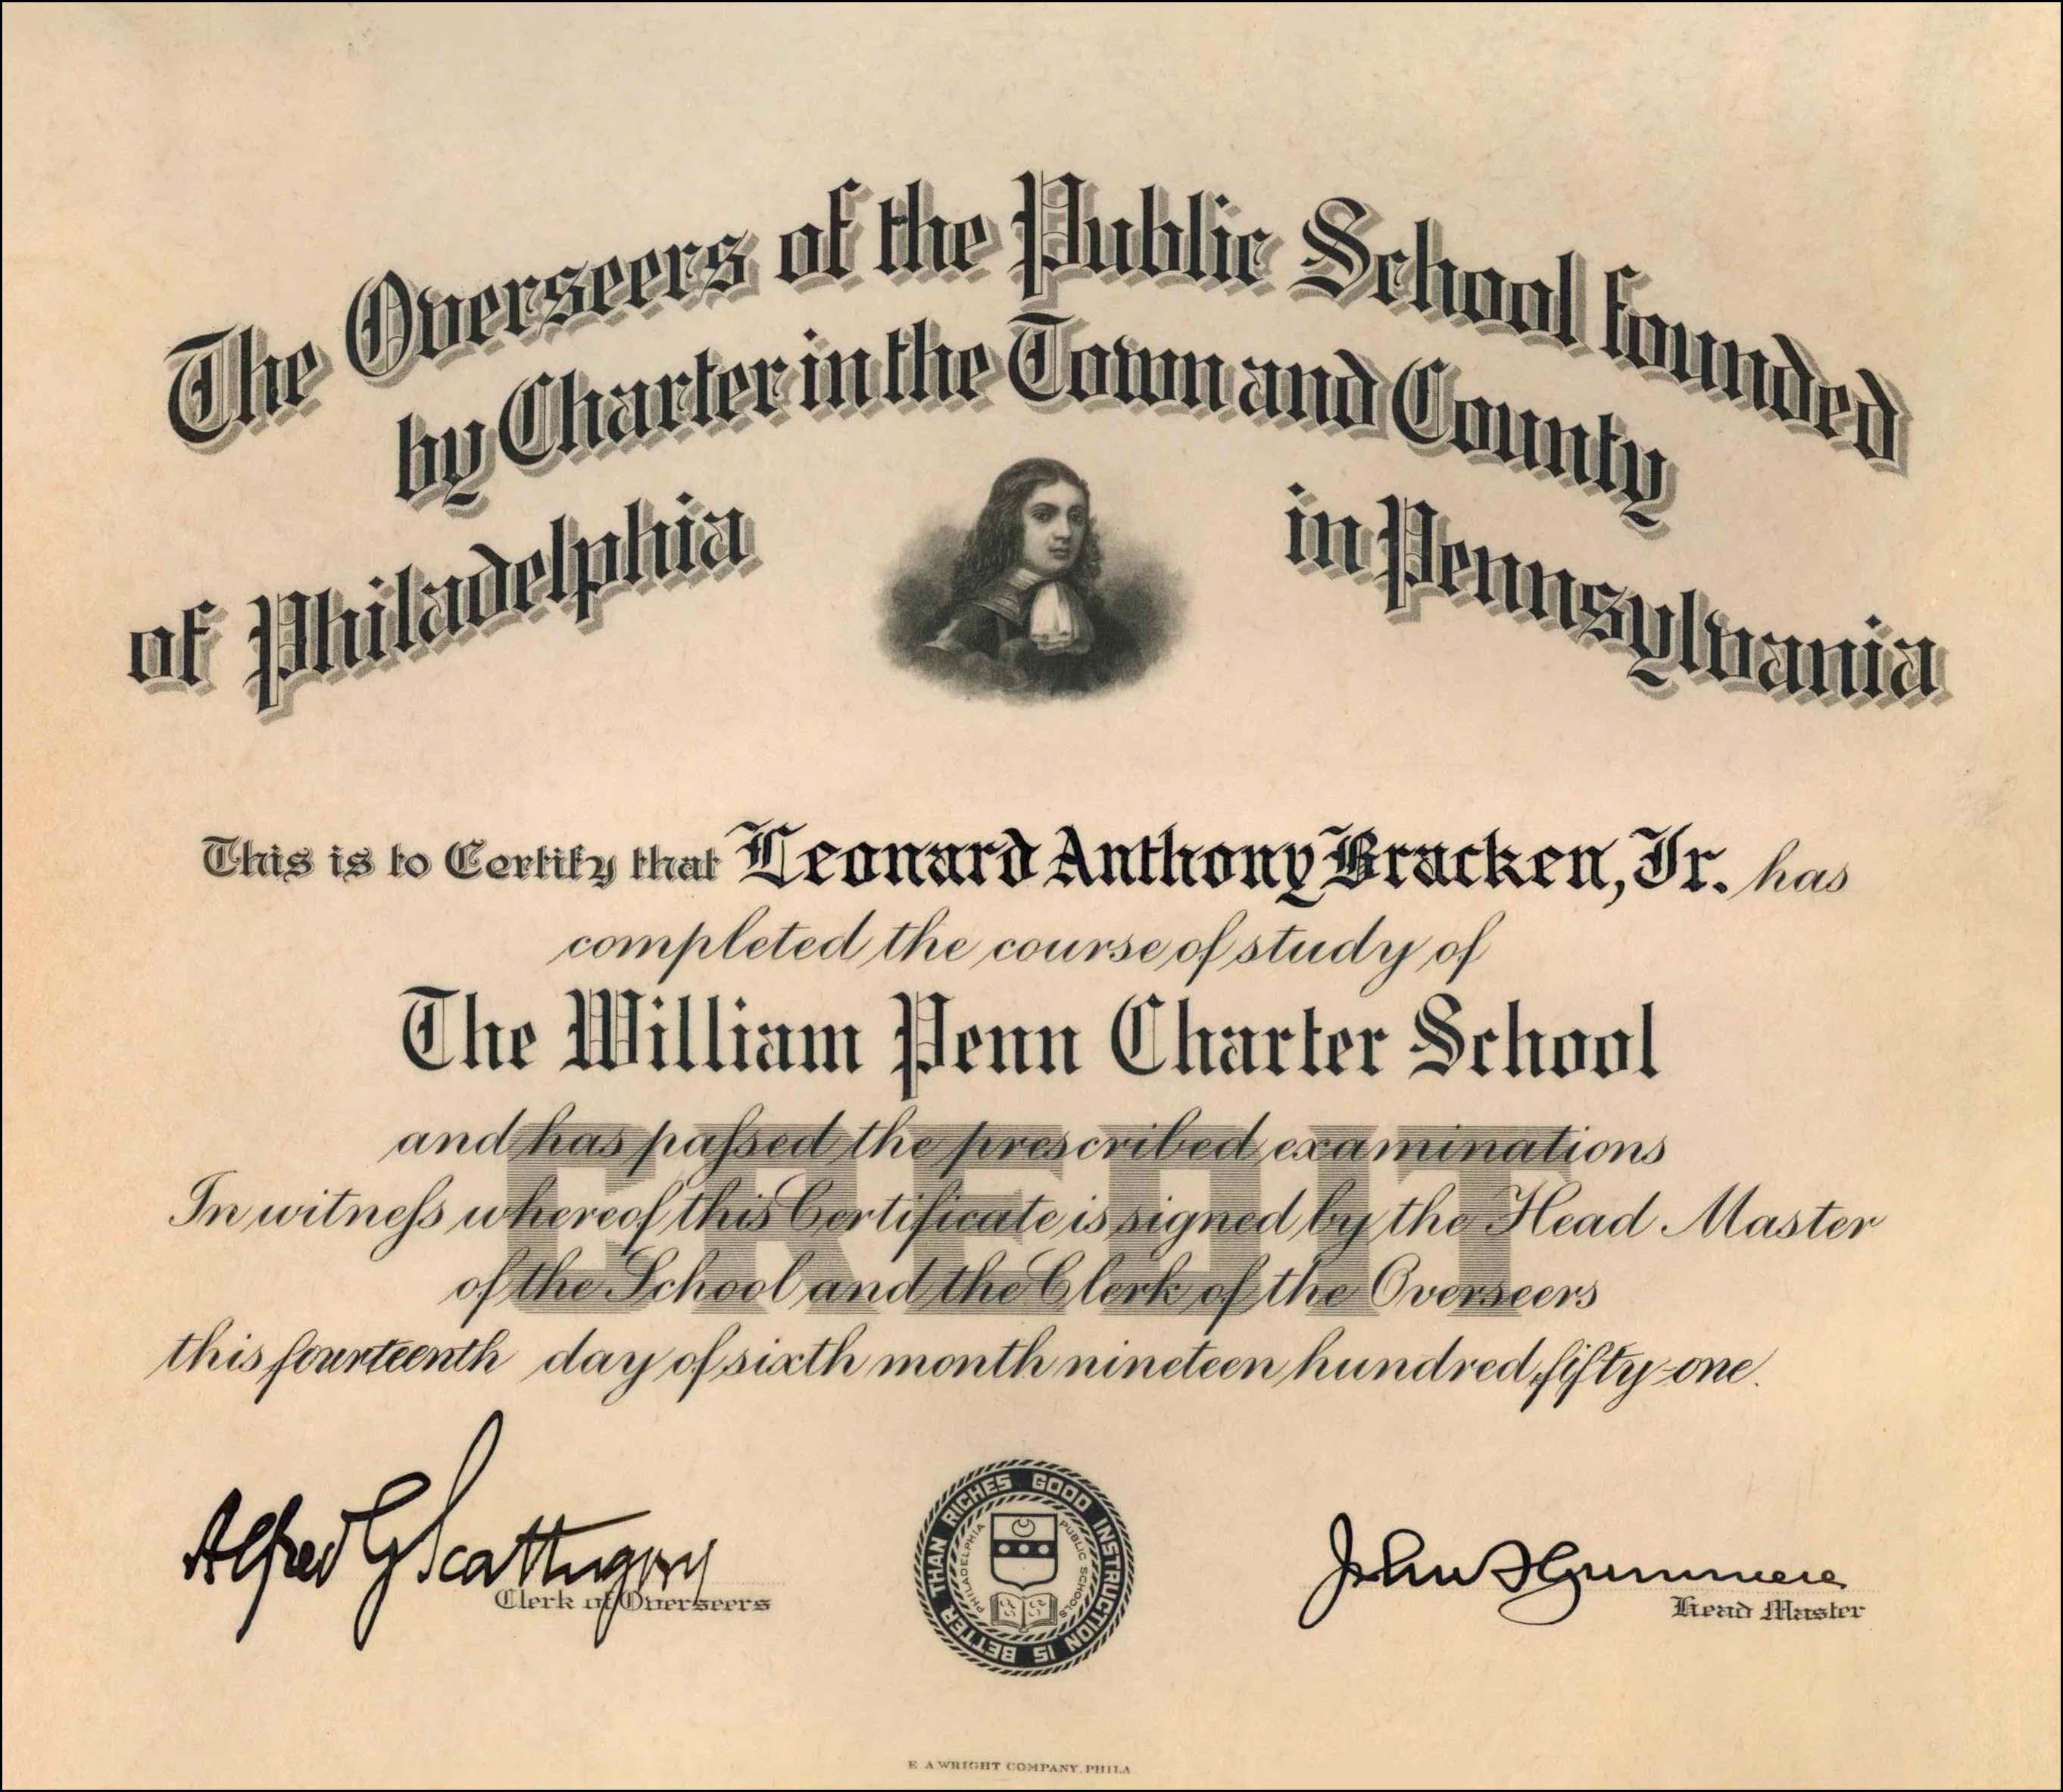 The Overseers of the Public School founded
by Charter in the Town and County
of Philadelphia in Pennsylvania
This is to Certify that Leonard Anthony Bracken, Jr. has
completed the course of study of
The William Penn Charter School
and has paſsed the prescribed examinations
In witneſs whereof this Certificate is signed by the Head Master
of the School and the Clerk of the Overseers
CREDIT
this fourteenth day of sixth month nineteen hundred, fifty-one.
Alfred G Scattergood
Clerk of Overseers
GOOD INSTRUCTION IS BETTER THAN RICHES
PHILADELPHIA PUBLIC SCHOOLS
John F Gummere
Head Master
E. A. WRIGHT COMPANY, PHILA